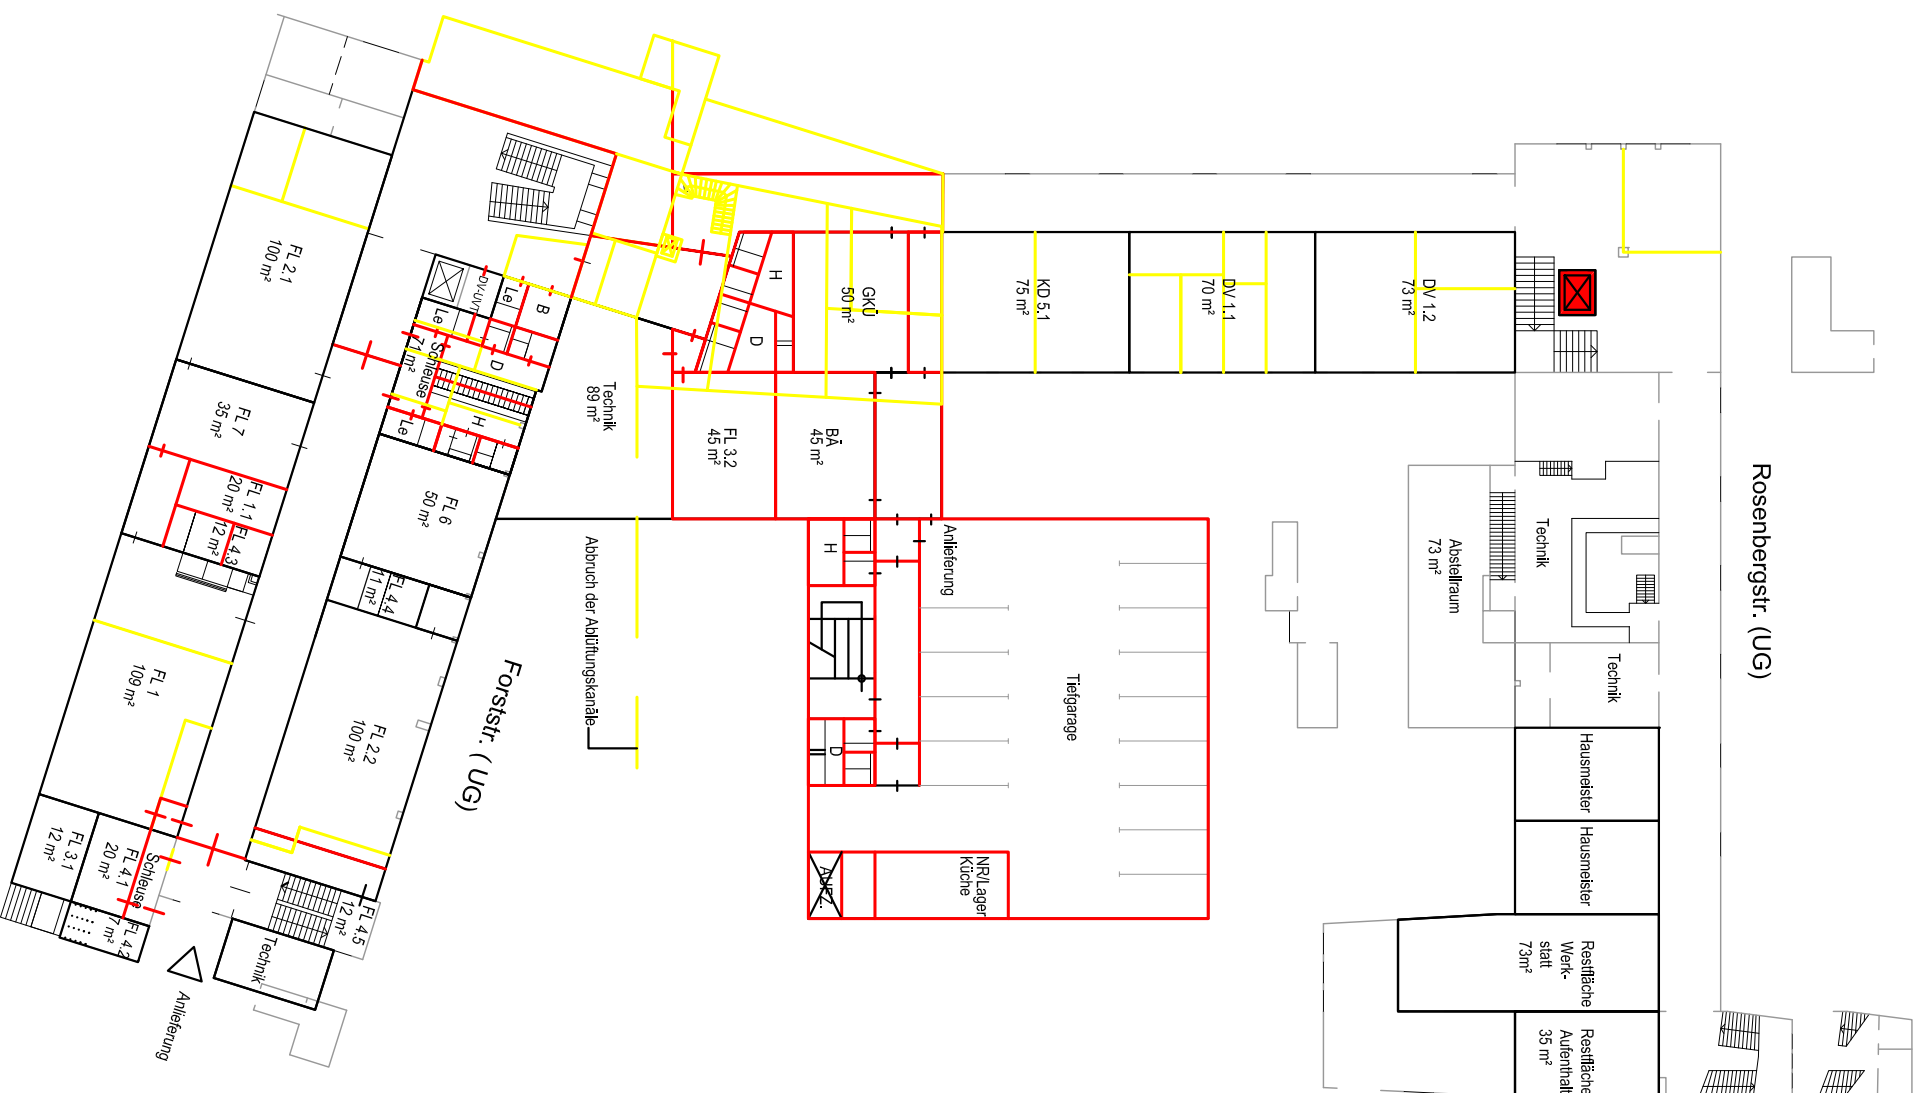 FL 2.1
100 m²
FL 7
35 m²
FL 1.1
20 m²
FL 4.3
12 m²
FL 1
109 m²
FL 3.1
12 m²
FL 4.1
20 m²
Schleuse
FL 4.2
7 m²
Anlieferung
Technik
FL 4.5
12 m²
FL 2.2
100 m²
FL 4.4
11 m²
FL 6
50 m²
Le
H
Schleuse
71 m²
D
Le
DV-UV
Le
B
Forststr. ( UG)
Technik
89 m²
Abbruch der Ablüftungskanäle
H
D
GKÜ
50 m²
FL 3.2
45 m²
BÄ
45 m²
KD 5.1
75 m²
DV 1.1
70 m²
DV 1.2
73 m²
Anlieferung
H
D
AUFZ.
NR/Lager
Küche
Tiefgarage
Abstellraum
73 m²
Technik
Technik
Hausmeister
Hausmeister
Restfläche
Werk-
statt
73m²
Restfläche
Aufenthalt
35 m²
Rosenbergstr. (UG)